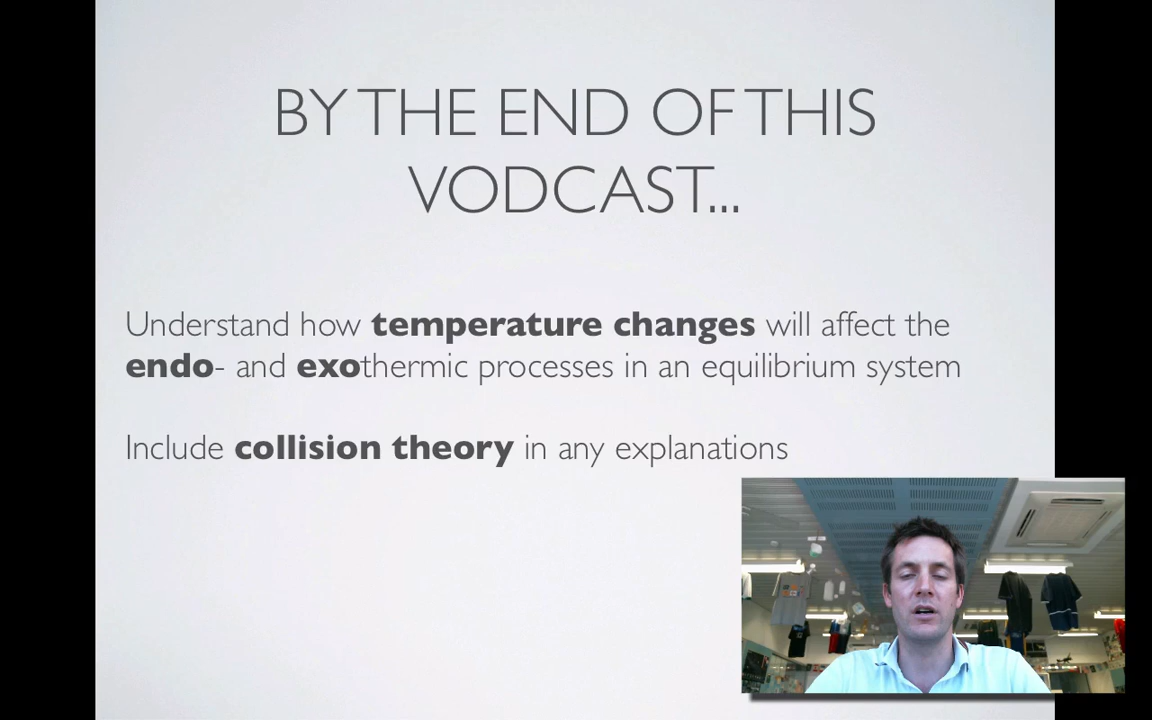 BY THE END OF THIS
VODCAST...
Understand how temperature changes will affect the
endo- and exothermic processes in an equilibrium system
Include collision theory in any explanations